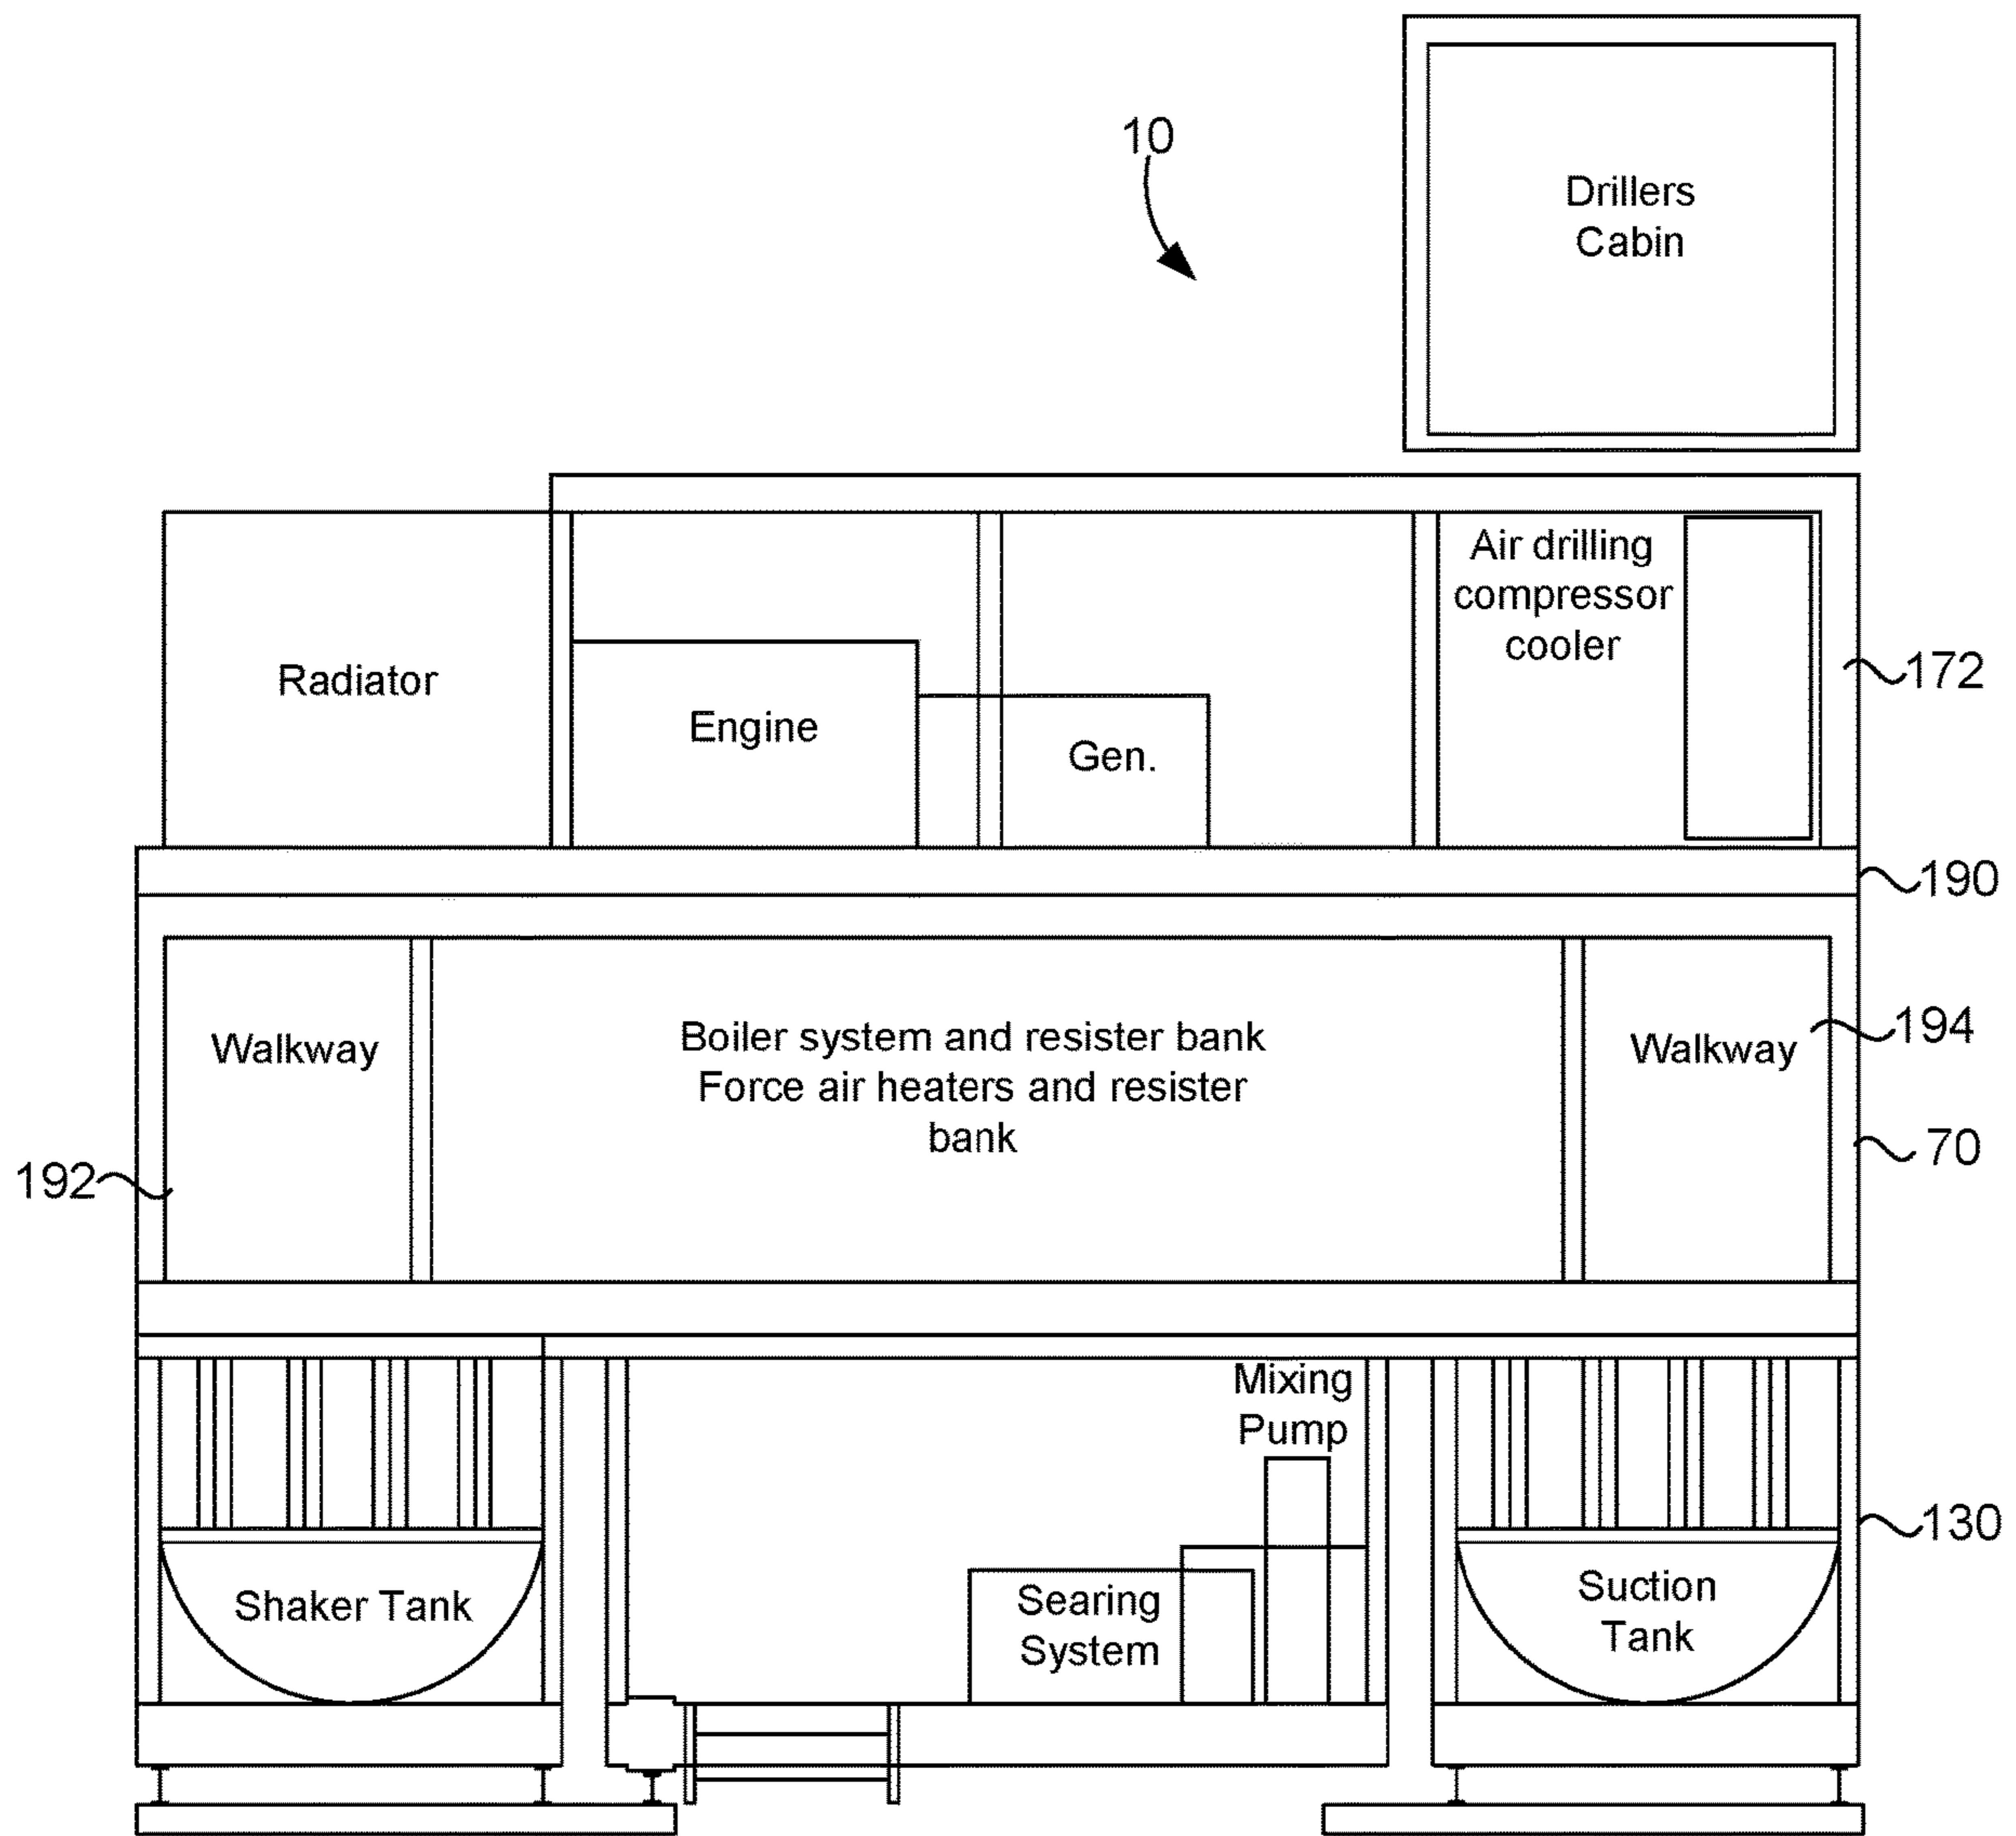 10
Drillers
Cabin
Air drilling
compressor
cooler
172
Radiator
Engine
Gen.
190
194
Walkway
Boiler system and resister bank
Force air heaters and resister
bank
Walkway
70
192
Mixing
Pump
130
Shaker Tank
Searing
System
Suction
Tank